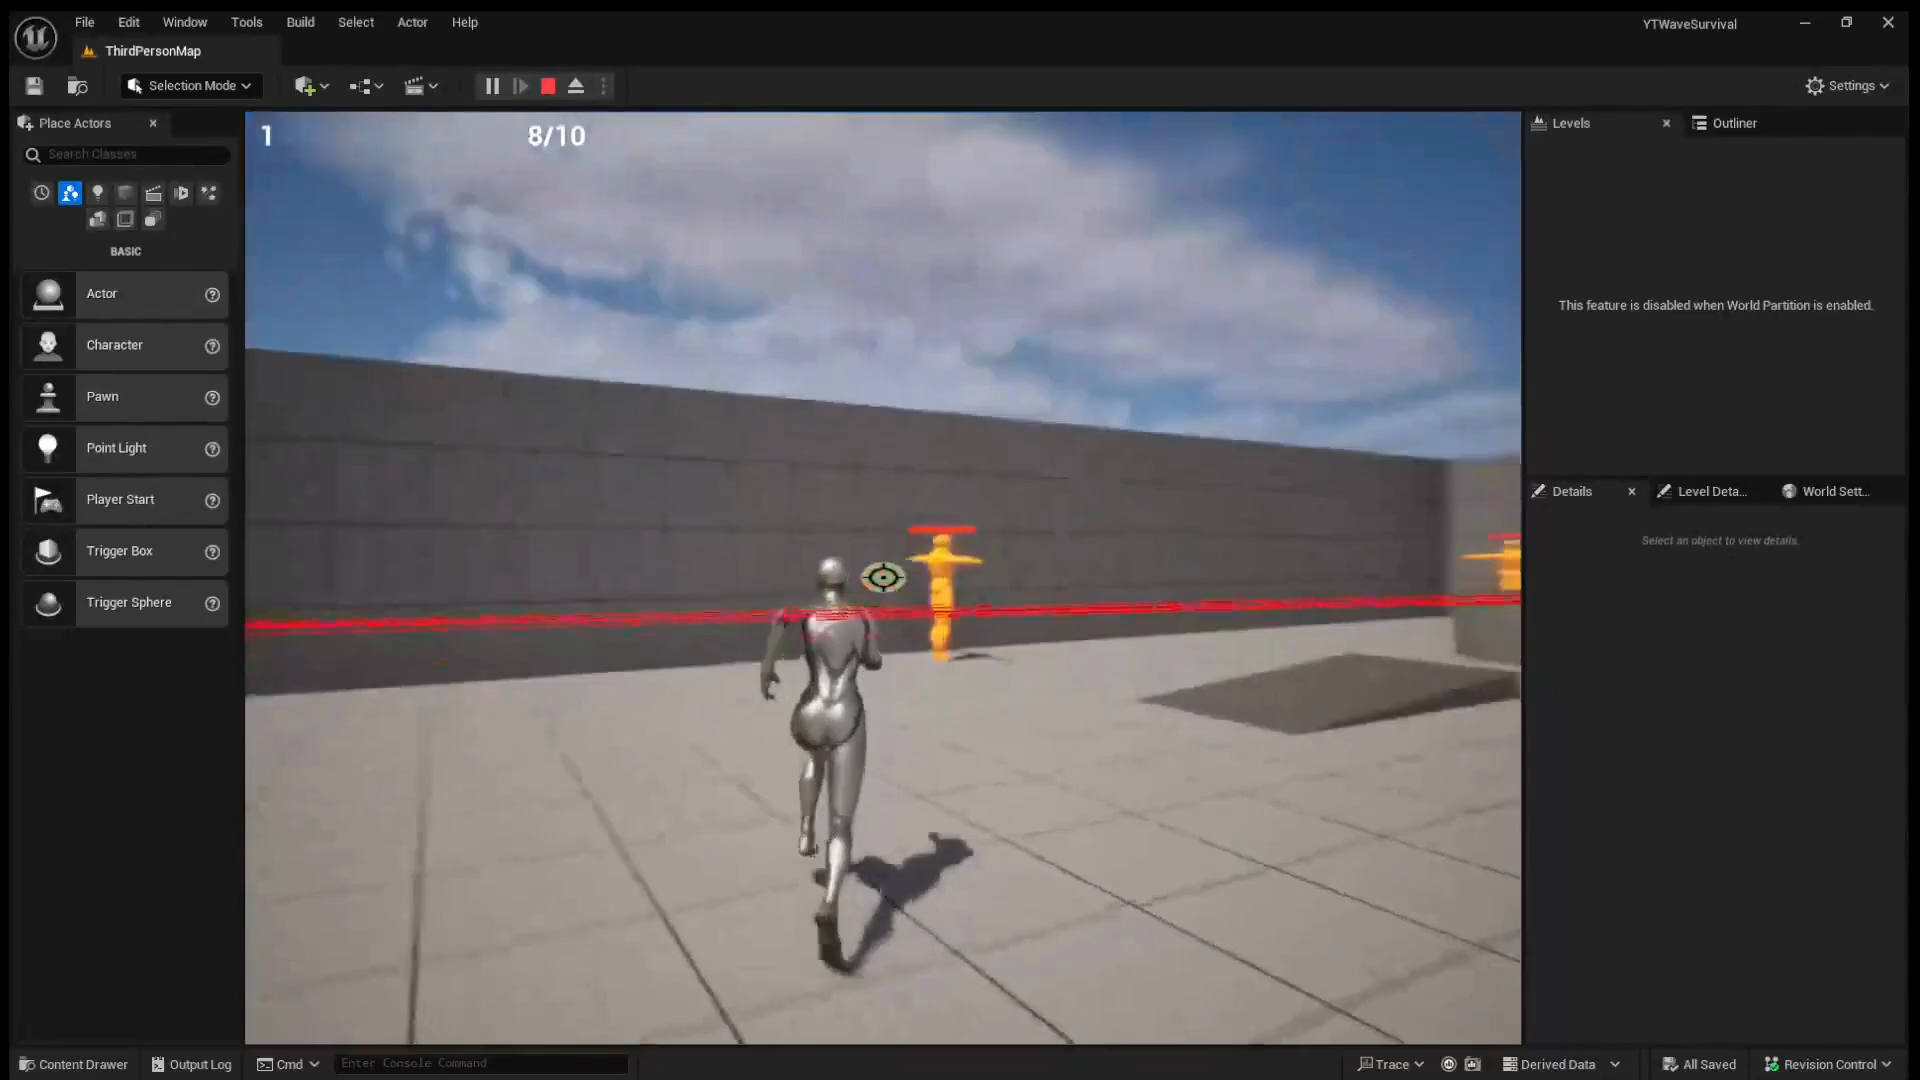 File Edit Window Tools Build Select Actor Help
YTWaveSurvival
ThirdPersonMap
Selection Mode
Settings
Place Actors
Levels
Outliner
Search Classes
BASIC
Actor
Character
Pawn
Point Light
Player Start
Trigger Box
Trigger Sphere
1
8/10
This feature is disabled when World Partition is enabled.
Details
Level Deta...
World Sett...
Select an object to view details.
Content Drawer
Output Log
Cmd
Enter Console Command
Trace
Derived Data
All Saved
Revision Control